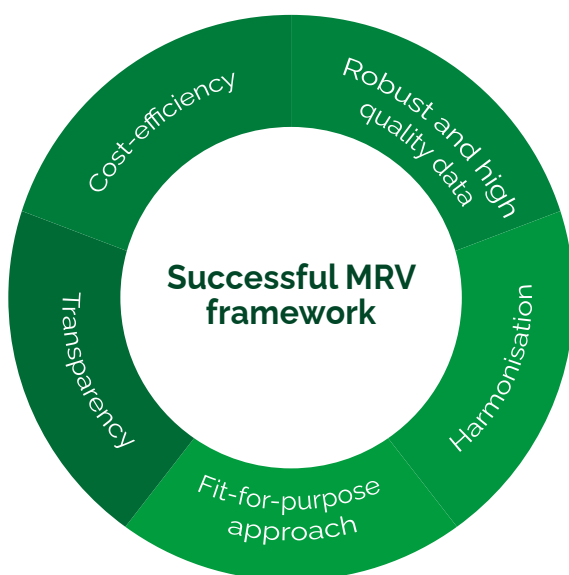 Successful MRV
framework
Robust and high
quality data
Harmonisation
Fit-for-purpose
approach
Transparency
Cost-efficiency